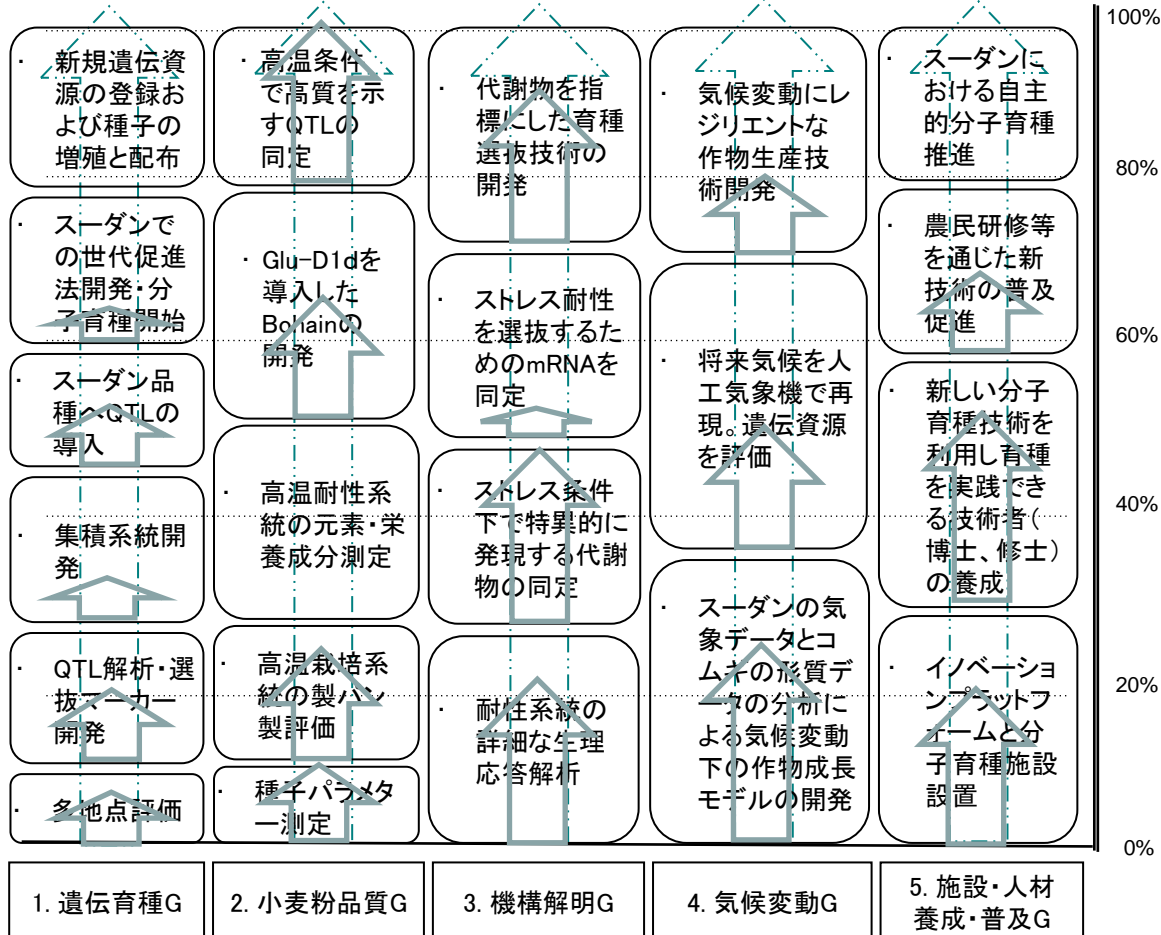 ・ 新規遺伝資
源の登録お
よび種子の
増殖と配布
・ スーダンで
の世代促進
法開発・分
子育種開始
・ スーダン品
種へQTLの
導入
・ 集積系統開
発
・ QTL解析・選
抜マーカー
開発
・ 多地点評価
1. 遺伝育種G
・ 高温条件
で高質を示
すQTLの
同定
・ Glu-D1dを
導入した
Bohainの
開発
・ 高温耐性系
統の元素・栄
養成分測定
・ 高温栽培系
統の製パン
製評価
・ 種子パラメタ
ー測定
2. 小麦粉品質G
・ 代謝物を指
標にした育種
選抜技術の
開発
・ ストレス耐性
を選抜するた
めのmRNAを
同定
・ ストレス条件
下で特異的に
発現する代謝
物の同定
・ 耐性系統の
詳細な生理
応答解析
3. 機構解明G
・ 気候変動にレ
ジリエントな
作物生産技
術開発
・ 将来気候を人
工気象機で再
現。遺伝資源
を評価
・ スーダンの気
象データとコ
ムギの形質デ
ータの分析に
よる気候変動
下の作物成長
モデルの開発
4. 気候変動G
・ スーダンに
おける自主
的分子育種
推進
・ 農民研修等
を通じた新
技術の普及
促進
・ 新しい分子
育種技術を
利用し育種
を実践でき
る技術者(
博士、修士)
の養成
・ イノベーショ
ンプラットフ
ォームと分
子育種施設
設置
5. 施設・人材
養成・普及G
100%
80%
60%
40%
20%
0%